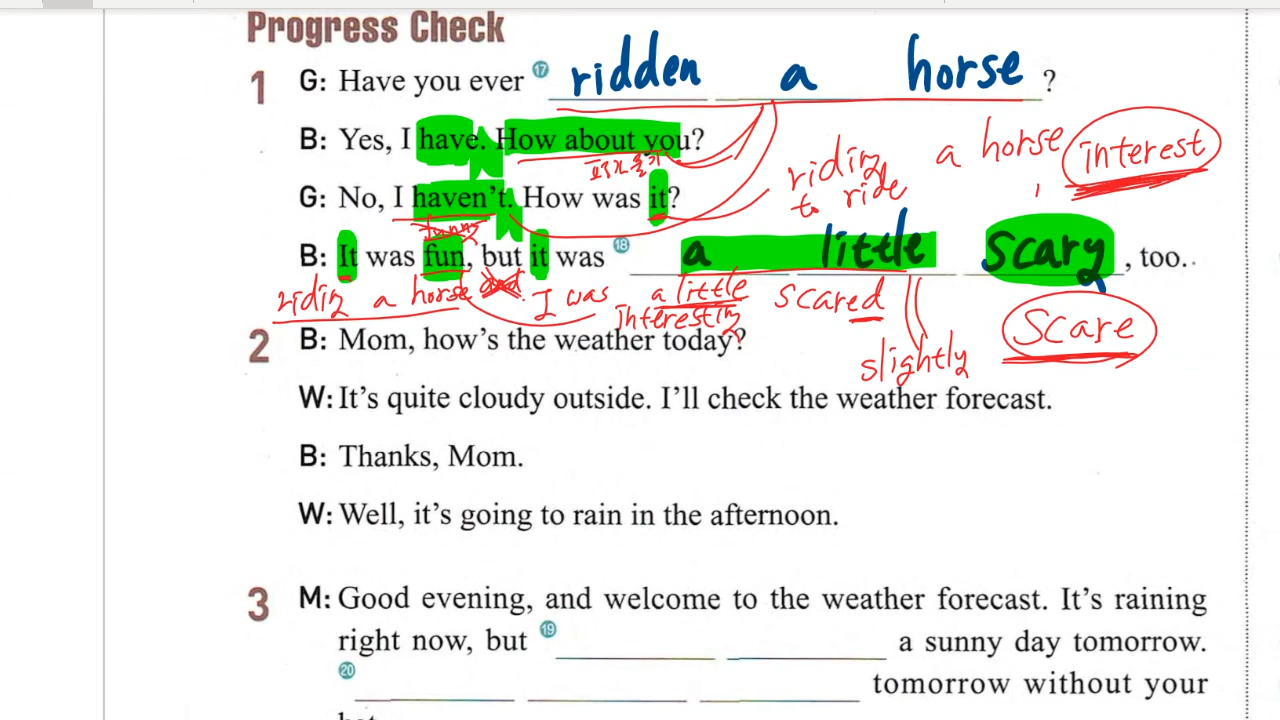 Progress Check
1 G: Have you ever ⑰ ridden a horse ?
B: Yes, I have. How about you?
riding a horse interest
to ride
G: No, I haven't. How was it?
B: It was fun, but it was ⑱ a little scary, too.
riding a horse and I was a little scared Scare
interesting
slightly
2 B: Mom, how's the weather today?
W: It's quite cloudy outside. I'll check the weather forecast.
B: Thanks, Mom.
W: Well, it's going to rain in the afternoon.
3 M: Good evening, and welcome to the weather forecast. It's raining
right now, but ⑲ a sunny day tomorrow.
⑳ tomorrow without your